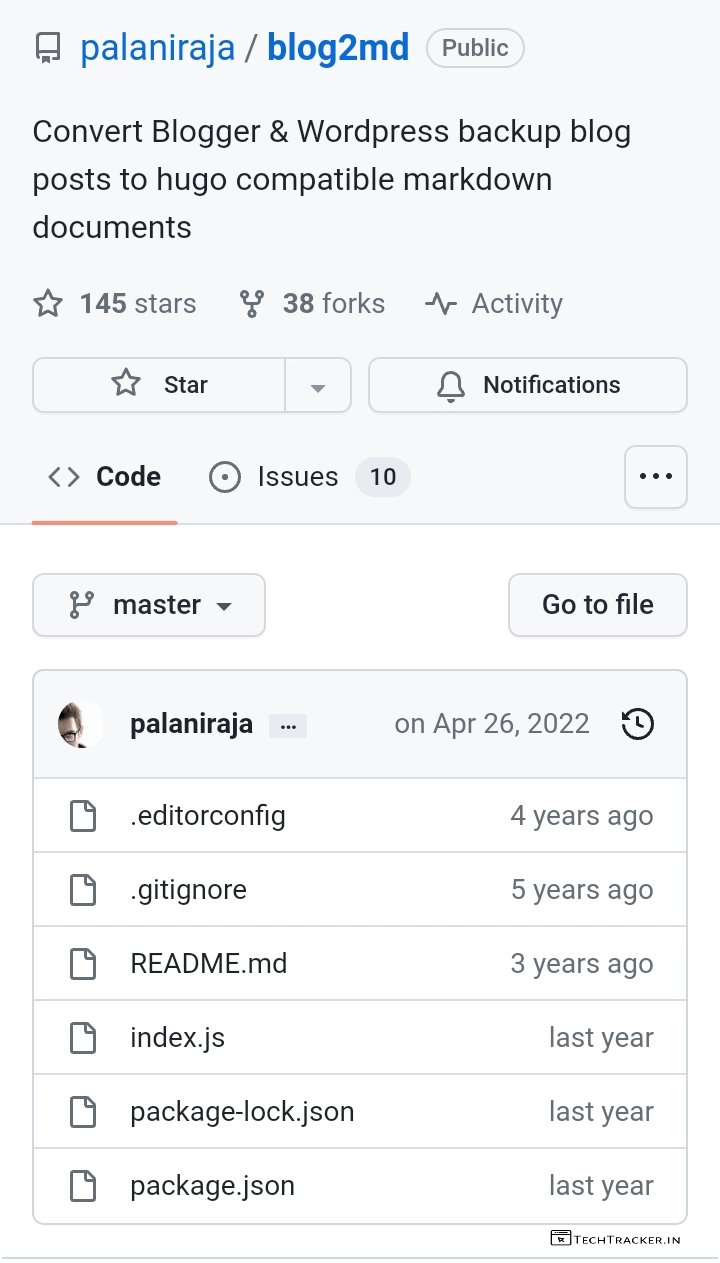 palaniraja / blog2md Public
Convert Blogger & Wordpress backup blog
posts to hugo compatible markdown
documents
145 stars 38 forks Activity
Star Notifications
Code Issues 10 ...
master Go to file
palaniraja ... on Apr 26, 2022
.editorconfig 4 years ago
.gitignore 5 years ago
README.md 3 years ago
index.js last year
package-lock.json last year
package.json last year
TECHTRACKER.IN